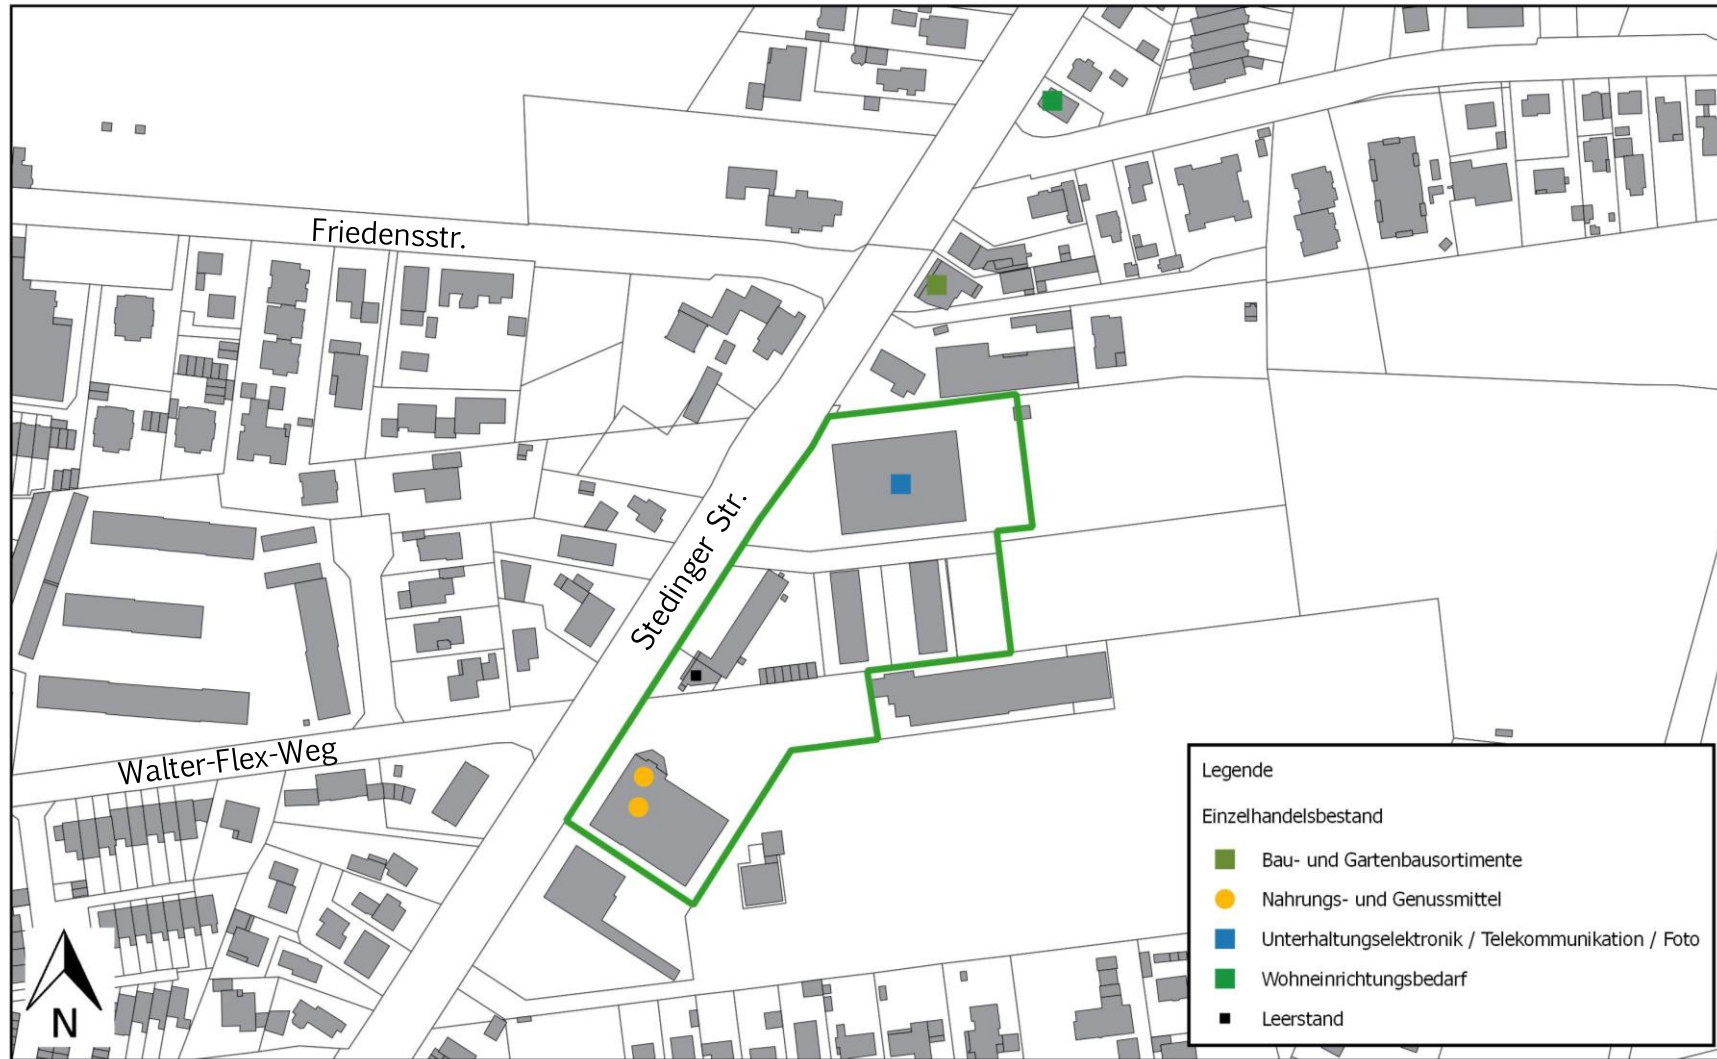 Friedensstr.
Stedinger Str.
Walter-Flex-Weg
N
Legende
Einzelhandelsbestand
Bau- und Gartenbausortimente
Nahrungs- und Genussmittel
Unterhaltungselektronik / Telekommunikation / Foto
Wohneinrichtungsbedarf
Leerstand